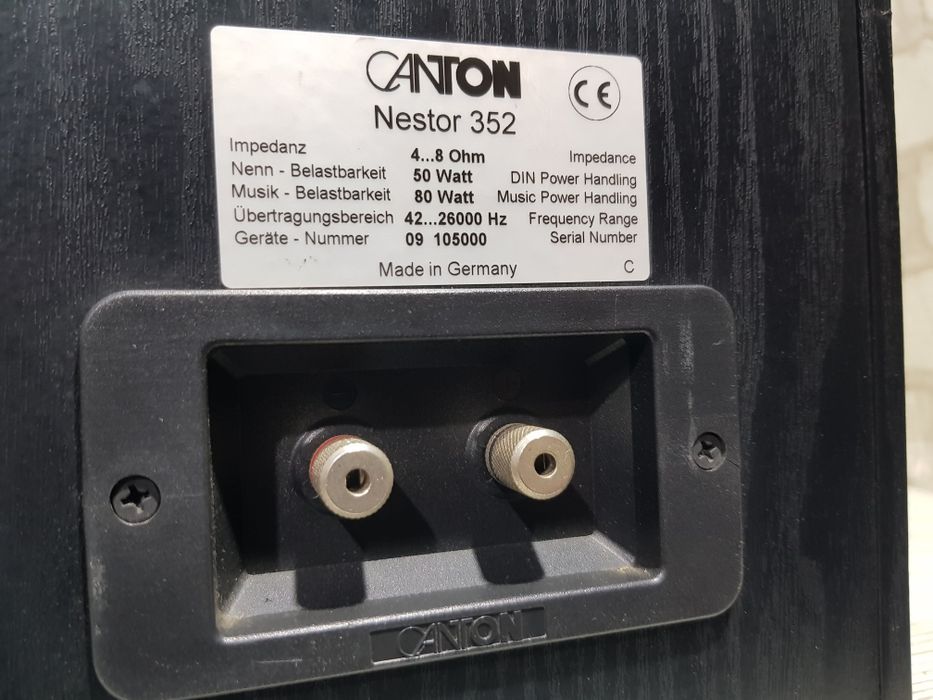 CANTON
CE
Nestor 352
Impedanz 4...8 Ohm Impedance
Nenn - Belastbarkeit 50 Watt DIN Power Handling
Musik - Belastbarkeit 80 Watt Music Power Handling
Übertragungsbereich 42...26000 Hz Frequency Range
Geräte - Nummer 09 105000 Serial Number
Made in Germany C
CANTON